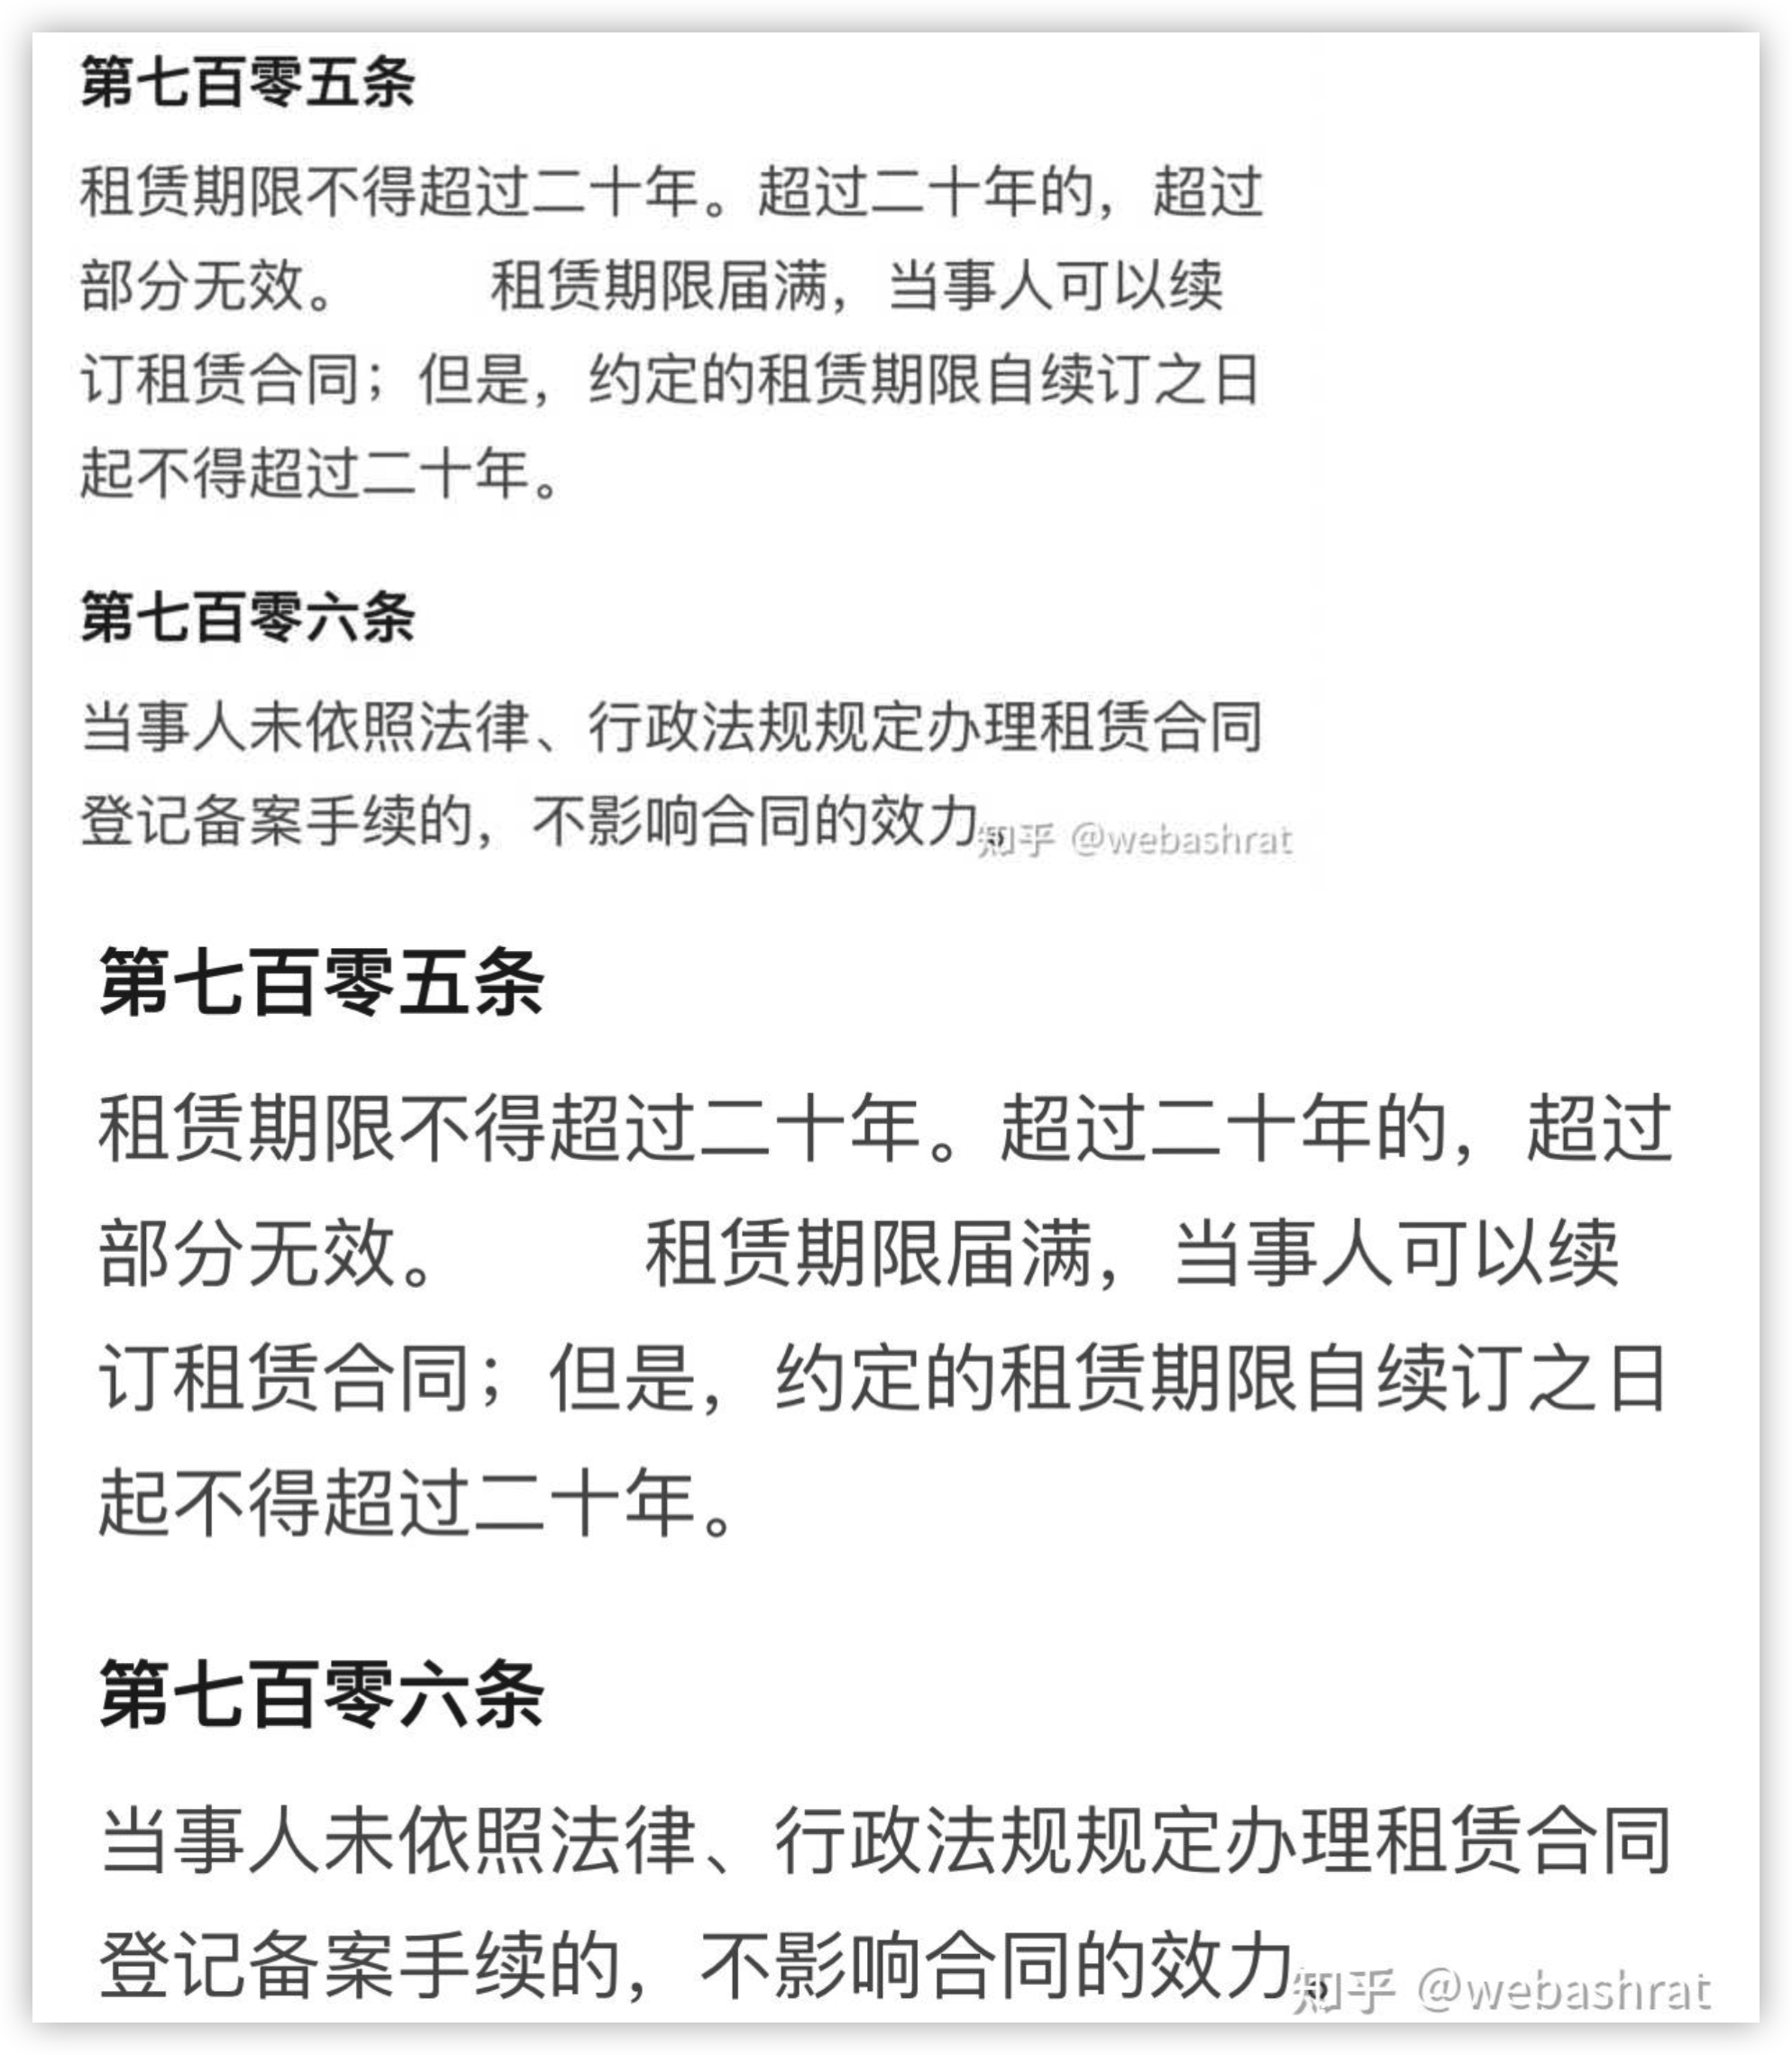 第七百零五条
租赁期限不得超过二十年。超过二十年的，超过
部分无效。 租赁期限届满，当事人可以续
订租赁合同；但是，约定的租赁期限自续订之日
起不得超过二十年。
第七百零六条
当事人未依照法律、行政法规规定办理租赁合同
登记备案手续的，不影响合同的效力。
知乎 @webashrat
第七百零五条
租赁期限不得超过二十年。超过二十年的，超过
部分无效。 租赁期限届满，当事人可以续
订租赁合同；但是，约定的租赁期限自续订之日
起不得超过二十年。
第七百零六条
当事人未依照法律、行政法规规定办理租赁合同
登记备案手续的，不影响合同的效力。
知乎 @webashrat